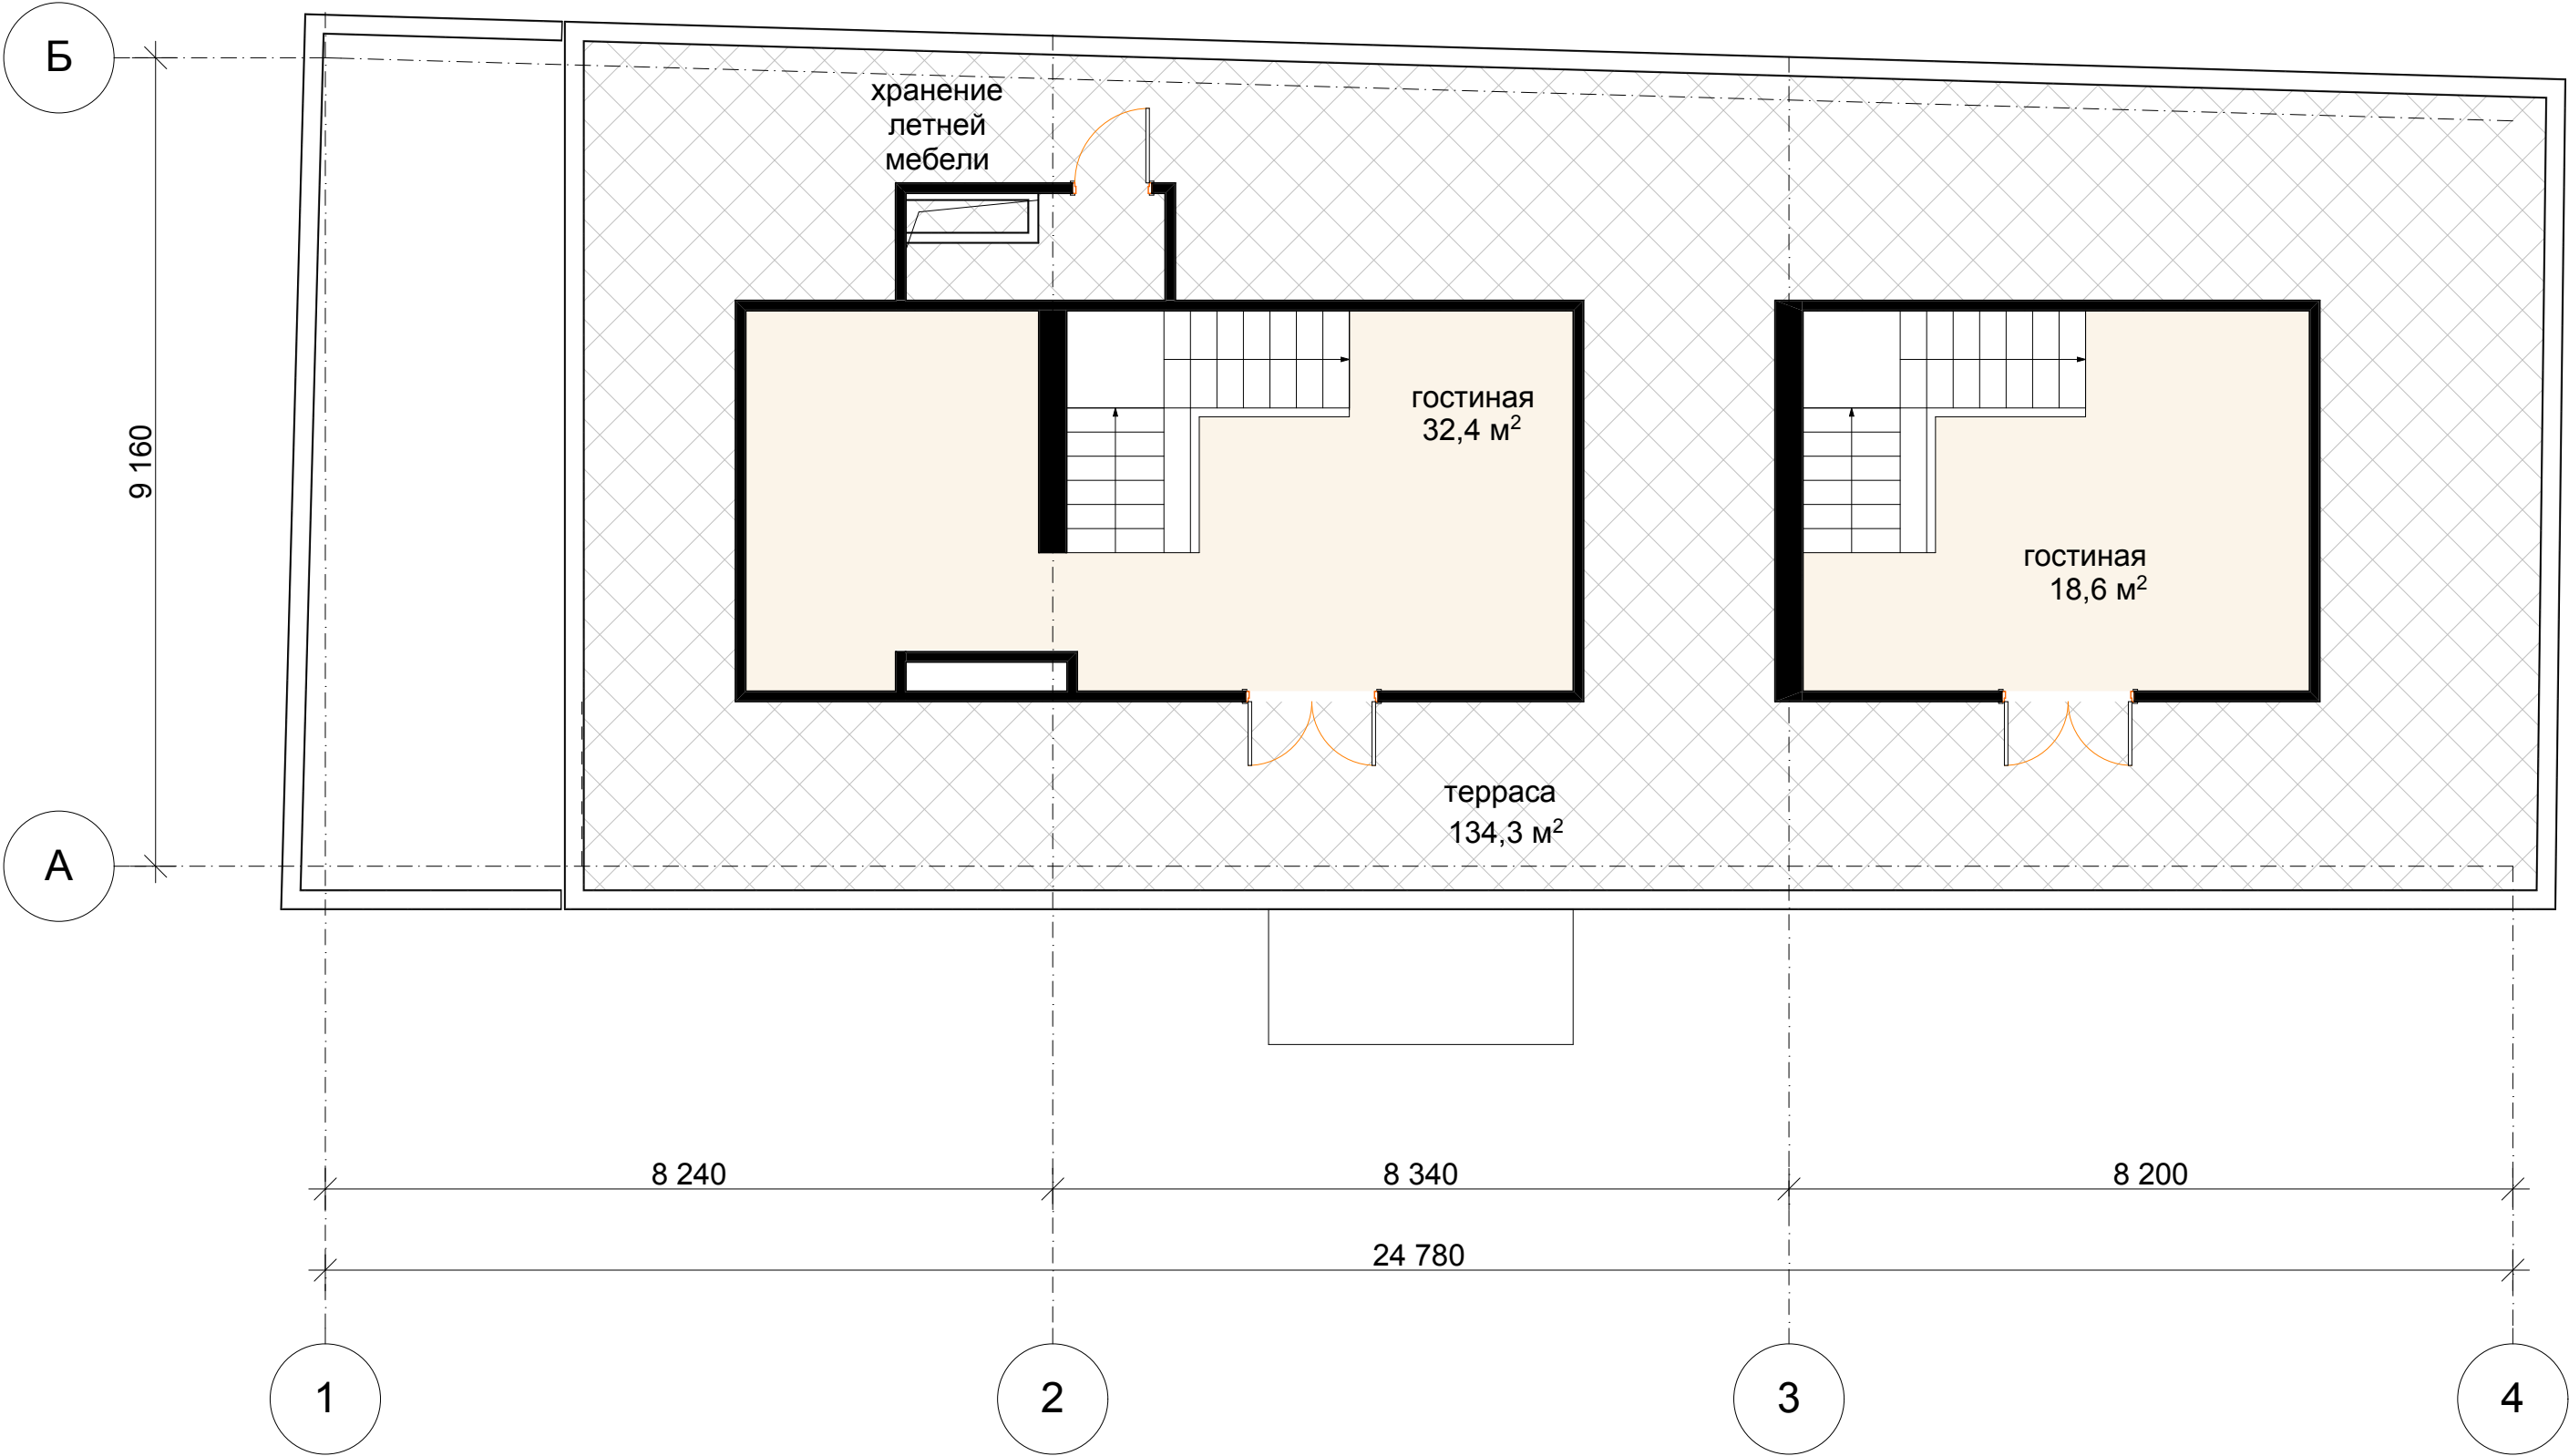 Б
хранение
летней
мебели
гостиная
32,4 м²
9 160
гостиная
18,6 м²
терраса
134,3 м²
А
8 240
8 340
8 200
24 780
1
2
3
4